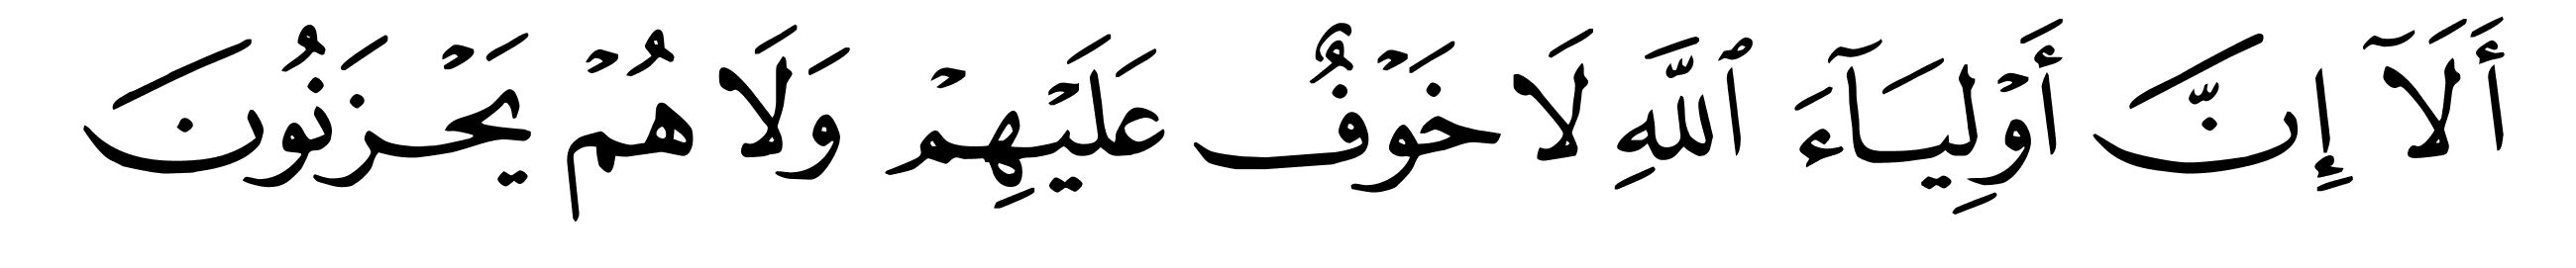 أَلَآ إِنَّ أَوْلِيَآءَ ٱللَّهِ لَا خَوْفٌ عَلَيْهِمْ وَلَا هُمْ يَحْزَنُونَ